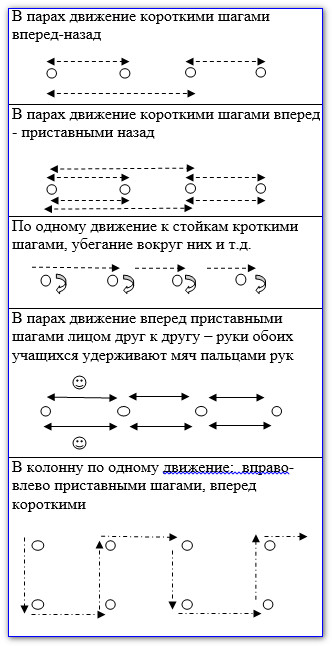 В парах движение короткими шагами
вперед-назад
В парах движение короткими шагами вперед
- приставными назад
По одному движение к стойкам кроткими
шагами, убегание вокруг них и т.д.
В парах движение вперед приставными
шагами лицом друг к другу – руки обоих
учащихся удерживают мяч пальцами рук
В колонну по одному движение: вправо-
влево приставными шагами, вперед
короткими